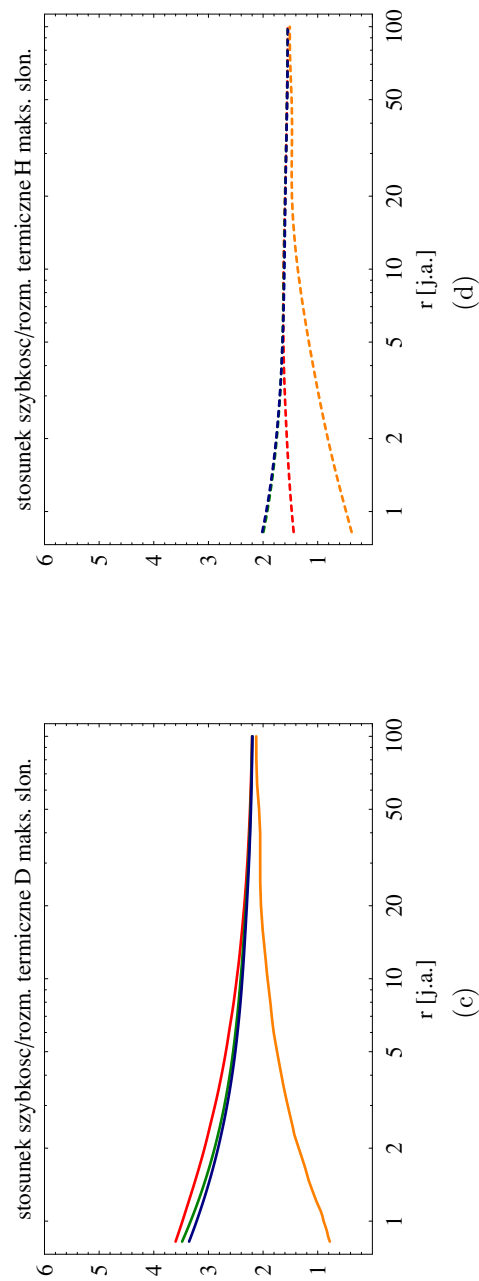 stosunek szybkosc/rozm. termiczne D maks. slon.
6
5
4
3
2
1
1 2 5 10 20 50 100
r [j.a.]
(c)
stosunek szybkosc/rozm. termiczne H maks. slon.
6
5
4
3
2
1
1 2 5 10 20 50 100
r [j.a.]
(d)